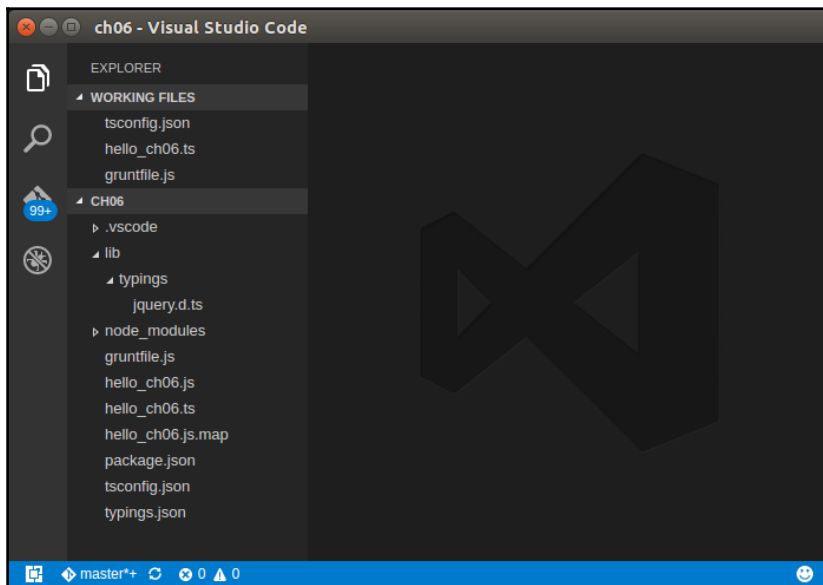 ch06 - Visual Studio Code
EXPLORER
WORKING FILES
tsconfig.json
hello_ch06.ts
gruntfile.js
99+
CH06
.vscode
lib
typings
jquery.d.ts
node_modules
gruntfile.js
hello_ch06.js
hello_ch06.ts
hello_ch06.js.map
package.json
tsconfig.json
typings.json
master*+ 0 0